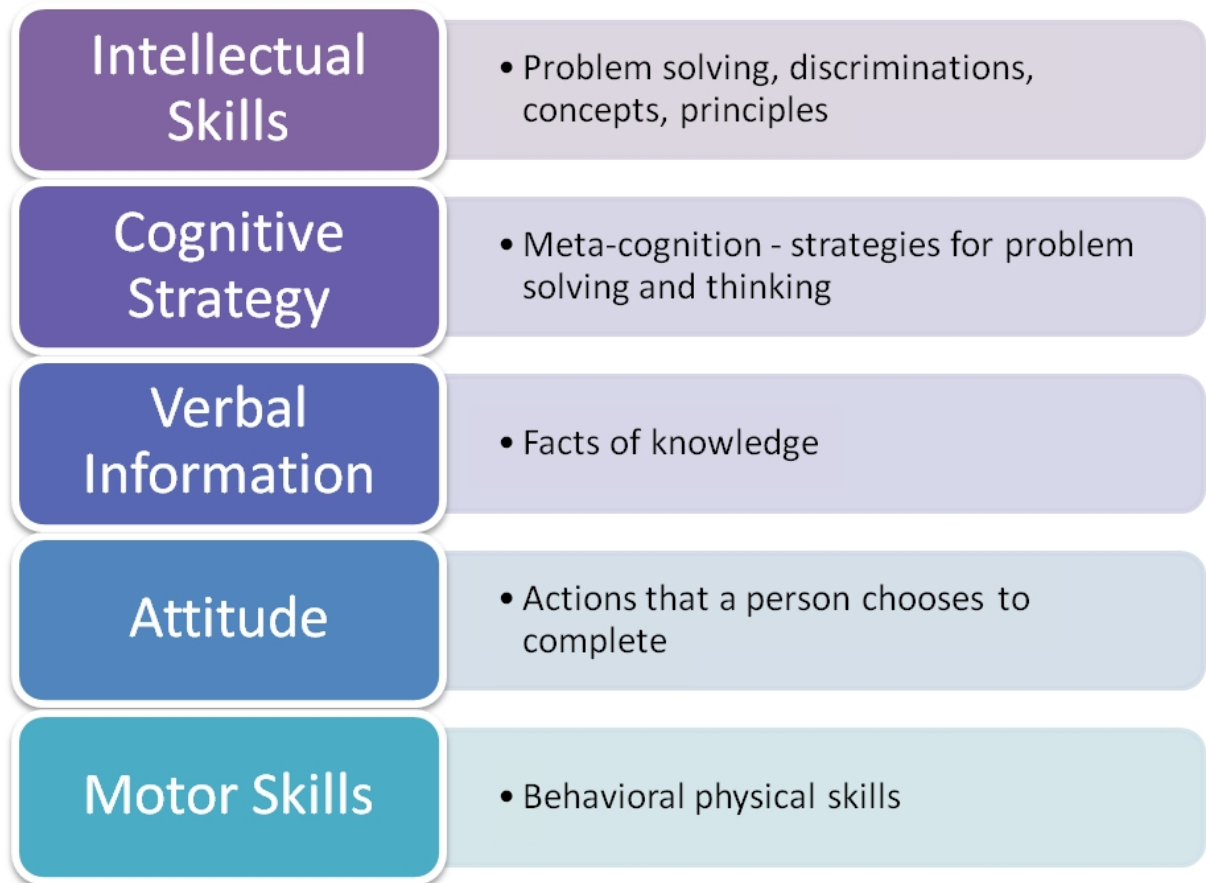 Intellectual
Skills
• Problem solving, discriminations,
concepts, principles
Cognitive
Strategy
• Meta-cognition - strategies for problem
solving and thinking
Verbal
Information
• Facts of knowledge
Attitude
• Actions that a person chooses to
complete
Motor Skills
• Behavioral physical skills